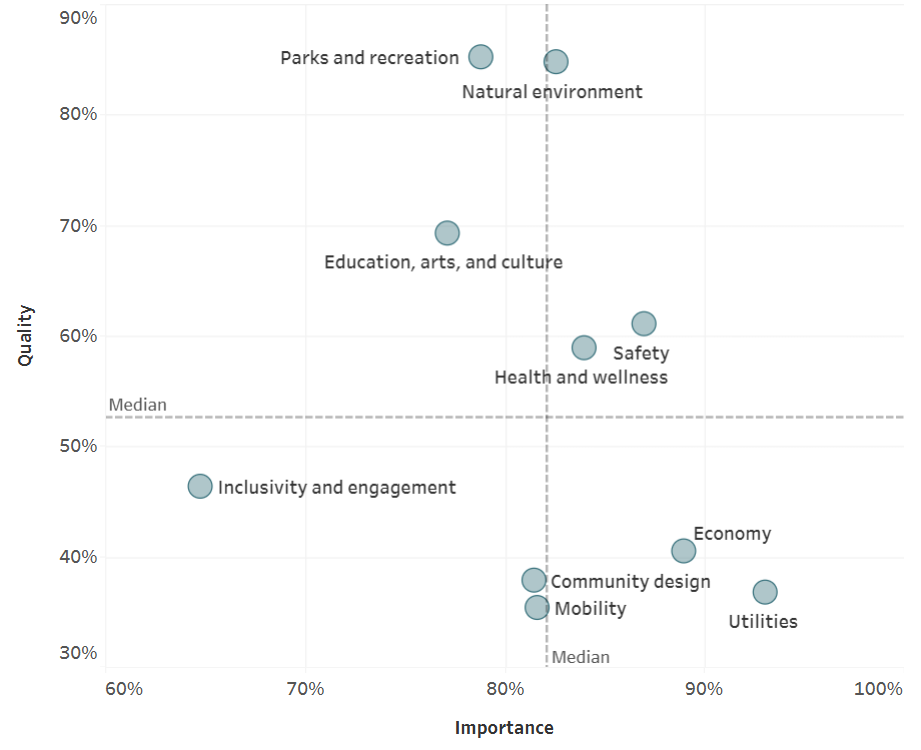 90%
Parks and recreation
Natural environment
80%
70%
Education, arts, and culture
60%
Safety
Health and wellness
Quality
Median
50%
Inclusivity and engagement
Economy
40%
Community design
Mobility
Utilities
30%
Median
60%
70%
80%
90%
100%
Importance